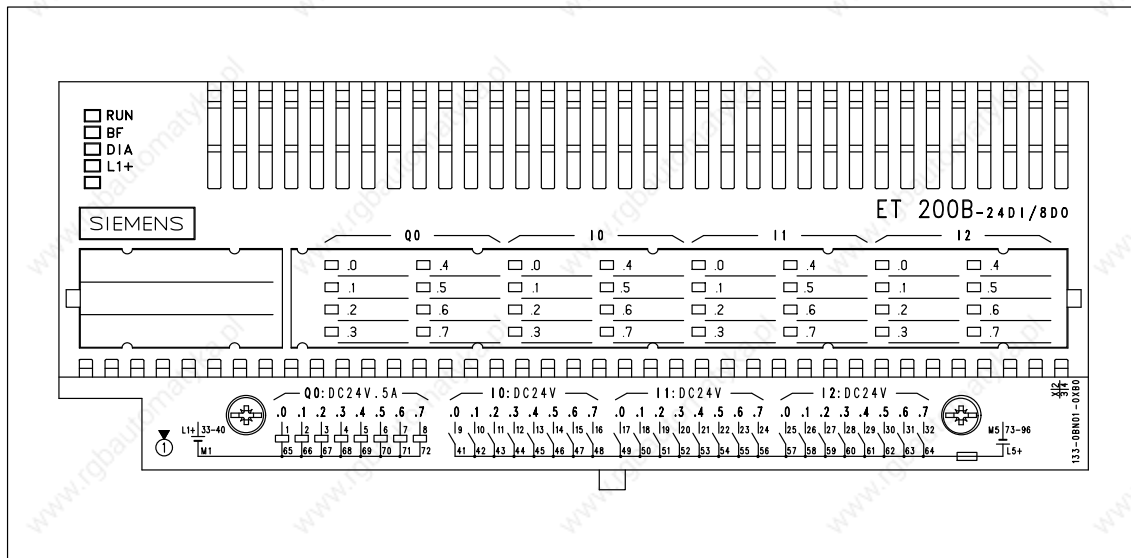 RUN
BF
DIA
L1+
SIEMENS
ET 200B-24DI/8DO
Q0 I0 I1 I2
.0 .4 .0 .4 .0 .4 .0 .4
.1 .5 .1 .5 .1 .5 .1 .5
.2 .6 .2 .6 .2 .6 .2 .6
.3 .7 .3 .7 .3 .7 .3 .7
Q0:DC24V.5A I0:DC24V I1:DC24V I2:DC24V
.0 .1 .2 .3 .4 .5 .6 .7 .0 .1 .2 .3 .4 .5 .6 .7 .0 .1 .2 .3 .4 .5 .6 .7 .0 .1 .2 .3 .4 .5 .6 .7
L1+ 33-40 1 2 3 4 5 6 7 8 9 10 11 12 13 14 15 16 17 18 19 20 21 22 23 24 25 26 27 28 29 30 31 32 M5 73-96
M1 65 66 67 68 69 70 71 72 41 42 43 44 45 46 47 48 49 50 51 52 53 54 55 56 57 58 59 60 61 62 63 64 L5+
1
X12
34
133-0BN01-0XB0
www.rgbautomatyka.pl